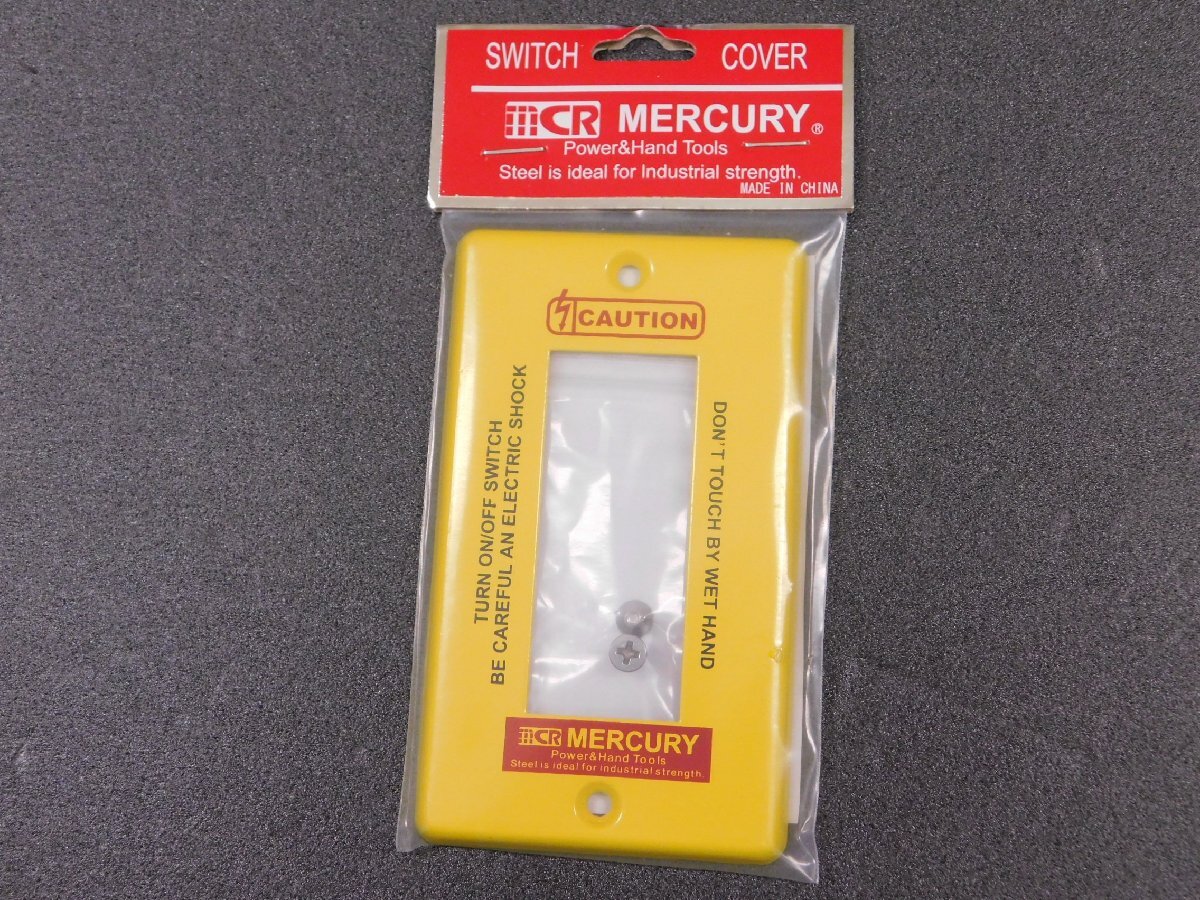 SWITCH COVER
MCR MERCURY®
Power&Hand Tools
Steel is ideal for Industrial strength.
MADE IN CHINA
CAUTION
TURN ON/OFF SWITCH
BE CAREFUL AN ELECTRIC SHOCK
DON'T TOUCH BY WET HAND
MCR MERCURY
Power&Hand Tools
Steel is ideal for Industrial strength.